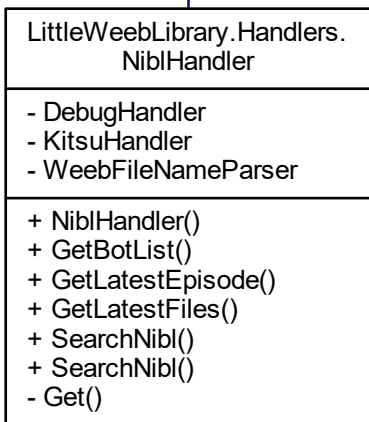 LittleWeebLibrary.Handlers.
NiblHandler
- DebugHandler
- KitsuHandler
- WeebFileNameParser
+ NiblHandler()
+ GetBotList()
+ GetLatestEpisode()
+ GetLatestFiles()
+ SearchNibl()
+ SearchNibl()
- Get()